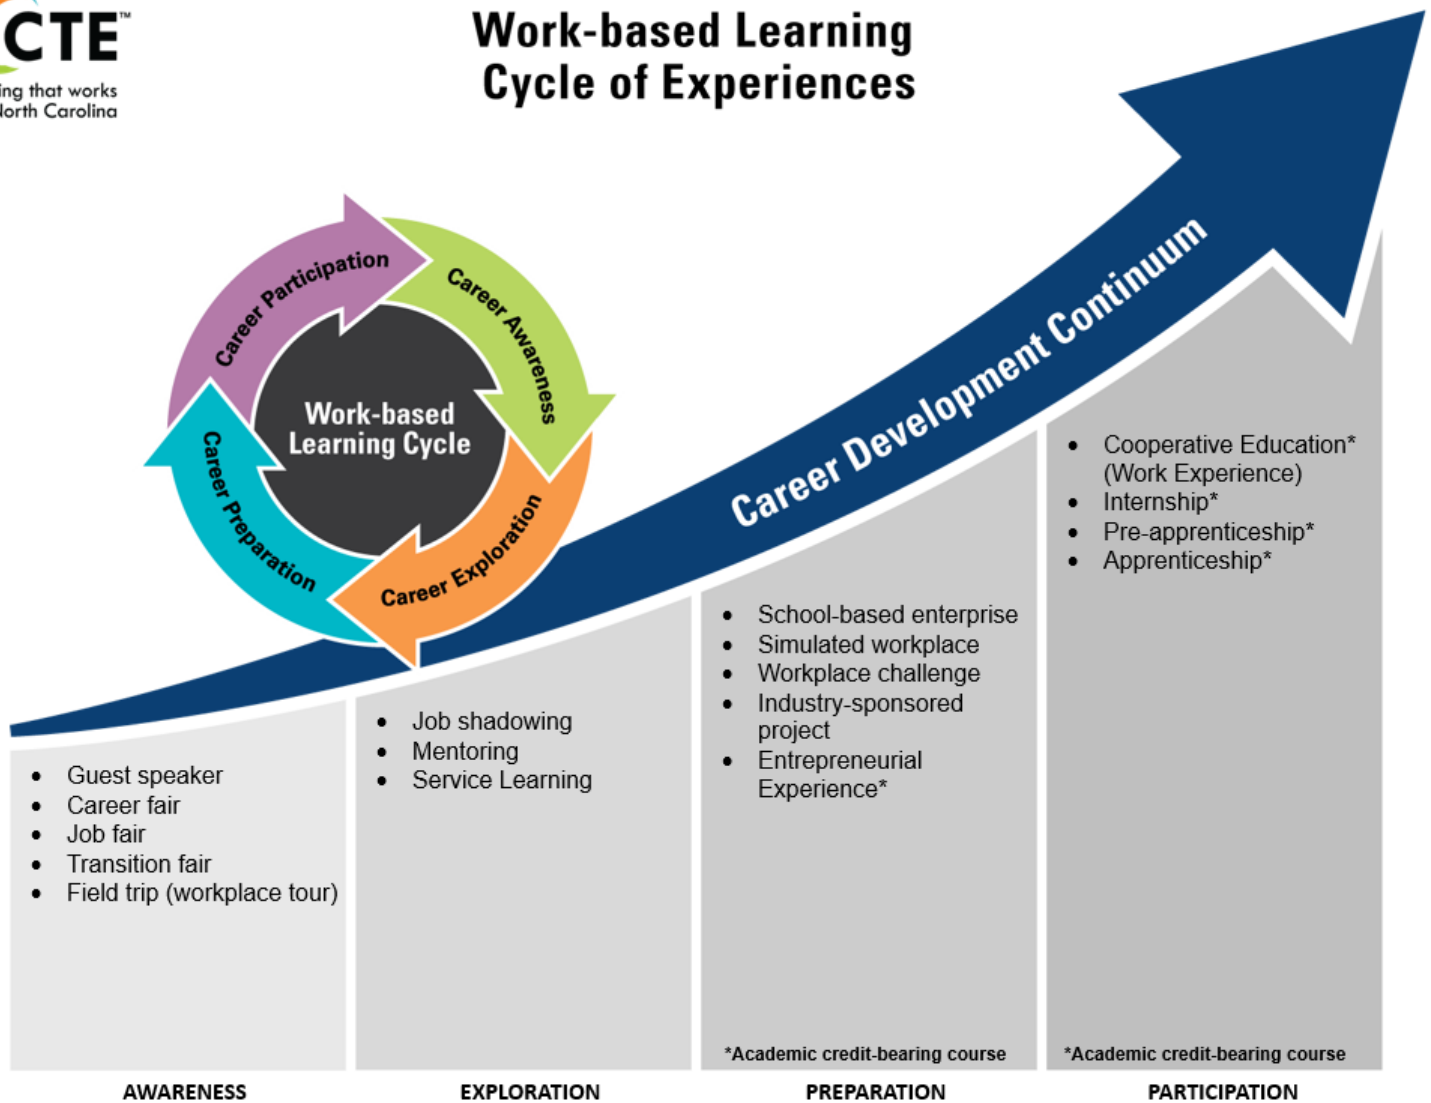 CTE™
ing that works
North Carolina
Work-based Learning
Cycle of Experiences
Career Participation
Career Awareness
Career Exploration
Career Preparation
Work-based
Learning Cycle
Career Development Continuum
• Guest speaker
• Career fair
• Job fair
• Transition fair
• Field trip (workplace tour)
• Job shadowing
• Mentoring
• Service Learning
• School-based enterprise
• Simulated workplace
• Workplace challenge
• Industry-sponsored
project
• Entrepreneurial
Experience*
*Academic credit-bearing course
• Cooperative Education*
(Work Experience)
• Internship*
• Pre-apprenticeship*
• Apprenticeship*
*Academic credit-bearing course
AWARENESS
EXPLORATION
PREPARATION
PARTICIPATION